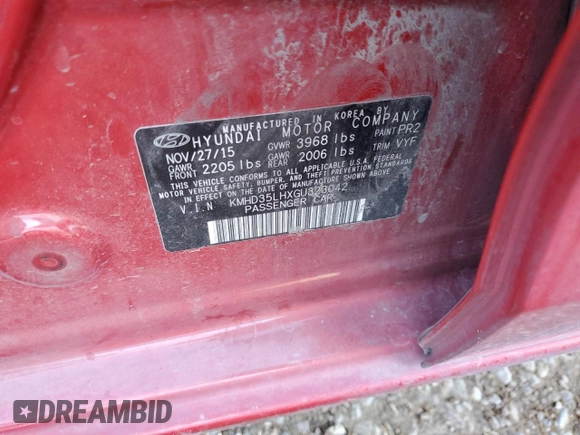 MANUFACTURED IN KOREA BY
HYUNDAI MOTOR COMPANY
NOV/27/15 GVWR 3968 lbs PAINT PR2
GAWR FRONT 2205 lbs GAWR REAR 2006 lbs TRIM VYF
THIS VEHICLE CONFORMS TO ALL APPLICABLE U.S.A. FEDERAL
MOTOR VEHICLE SAFETY, BUMPER, AND THEFT PREVENTION STANDARDS
IN EFFECT ON THE DATE OF MANUFACTURE SHOWN ABOVE.
V.I.N KMHD35LHXGU323042
PASSENGER CAR
DREAMBID